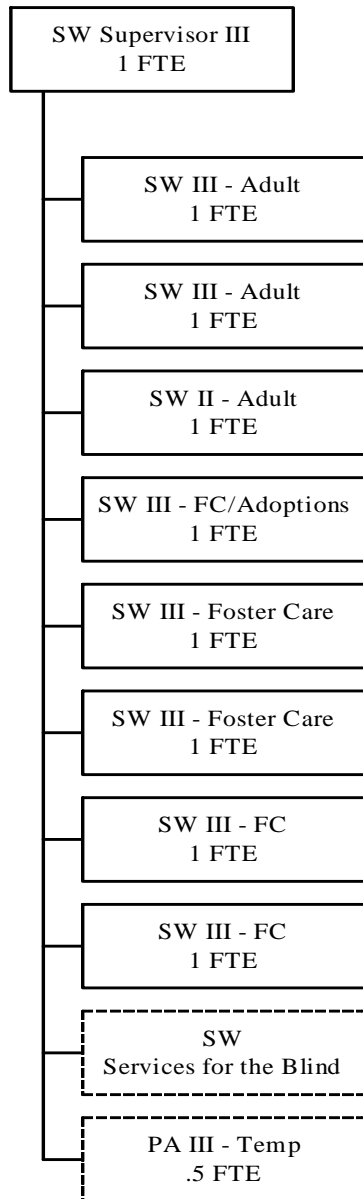 SW Supervisor III
1 FTE
SW III - Adult
1 FTE
SW III - Adult
1 FTE
SW II - Adult
1 FTE
SW III - FC/Adoptions
1 FTE
SW III - Foster Care
1 FTE
SW III - Foster Care
1 FTE
SW III - FC
1 FTE
SW III - FC
1 FTE
SW
Services for the Blind
PA III - Temp
.5 FTE